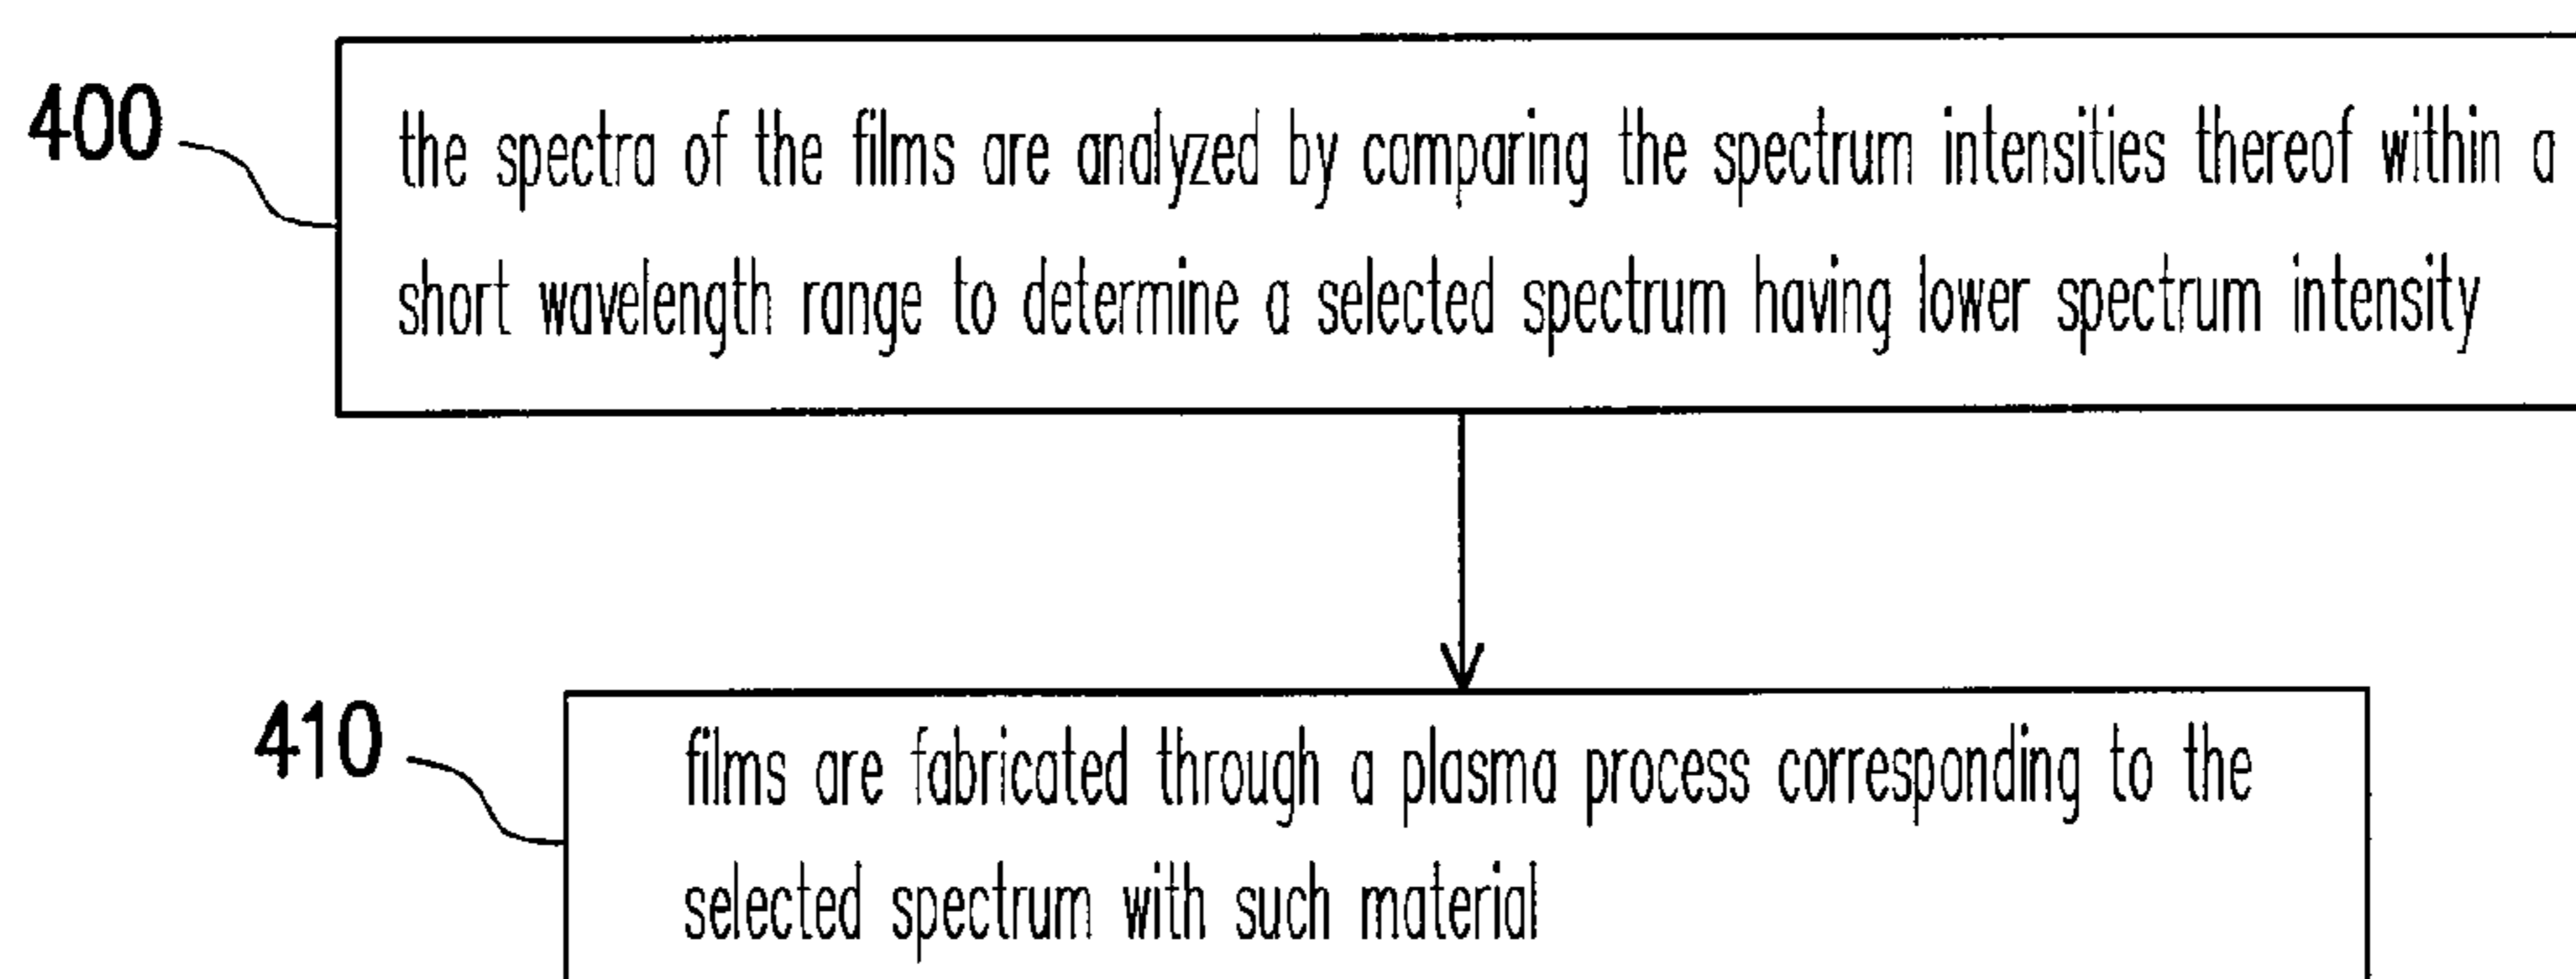 400
the spectra of the films are analyzed by comparing the spectrum intensities thereof within a
short wavelength range to determine a selected spectrum having lower spectrum intensity
410
films are fabricated through a plasma process corresponding to the
selected spectrum with such material